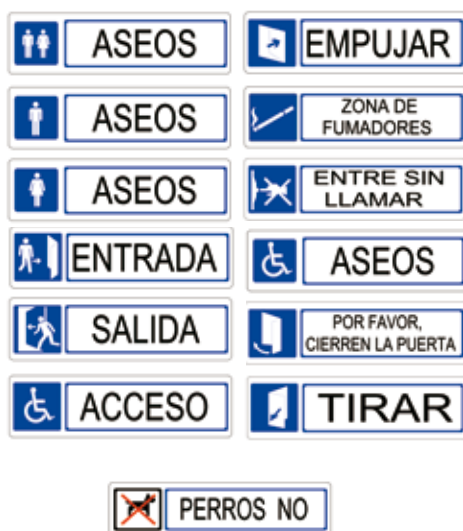 ASEOS
EMPUJAR
ASEOS
ZONA DE
FUMADORES
ASEOS
ENTRE SIN
LLAMAR
ENTRADA
ASEOS
SALIDA
POR FAVOR,
CIERREN LA PUERTA
ACCESO
TIRAR
PERROS NO